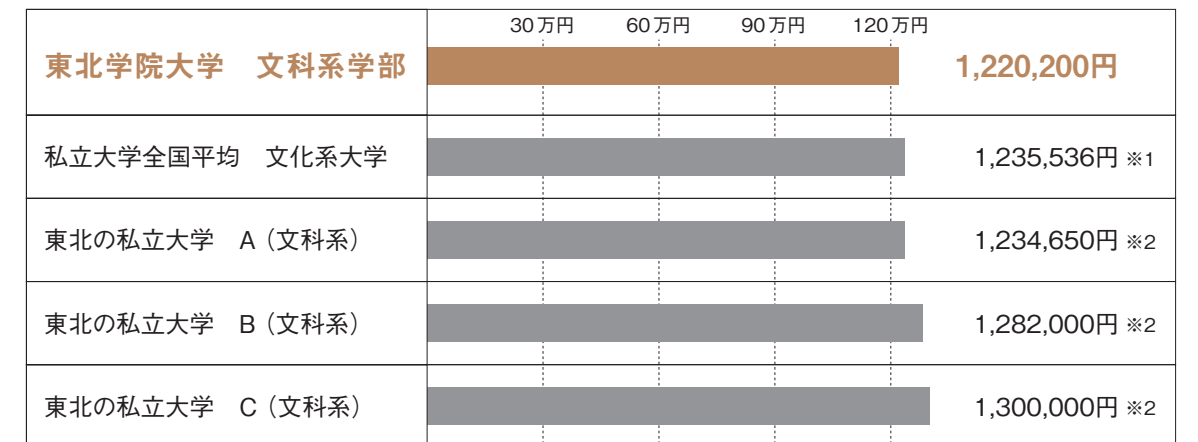 30万円 60万円 90万円 120万円
東北学院大学 文科系学部 1,220,200円
私立大学全国平均 文化系大学 1,235,536円 ※1
東北の私立大学 A（文科系） 1,234,650円 ※2
東北の私立大学 B（文科系） 1,282,000円 ※2
東北の私立大学 C（文科系） 1,300,000円 ※2